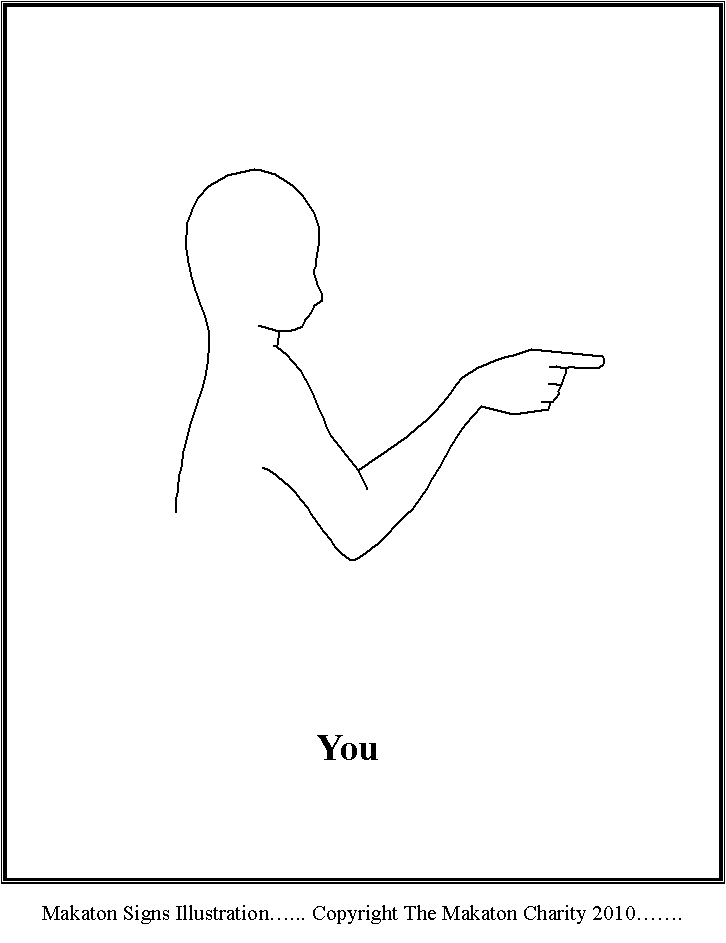 You
Makaton Signs Illustration...... Copyright The Makaton Charity 2010.......